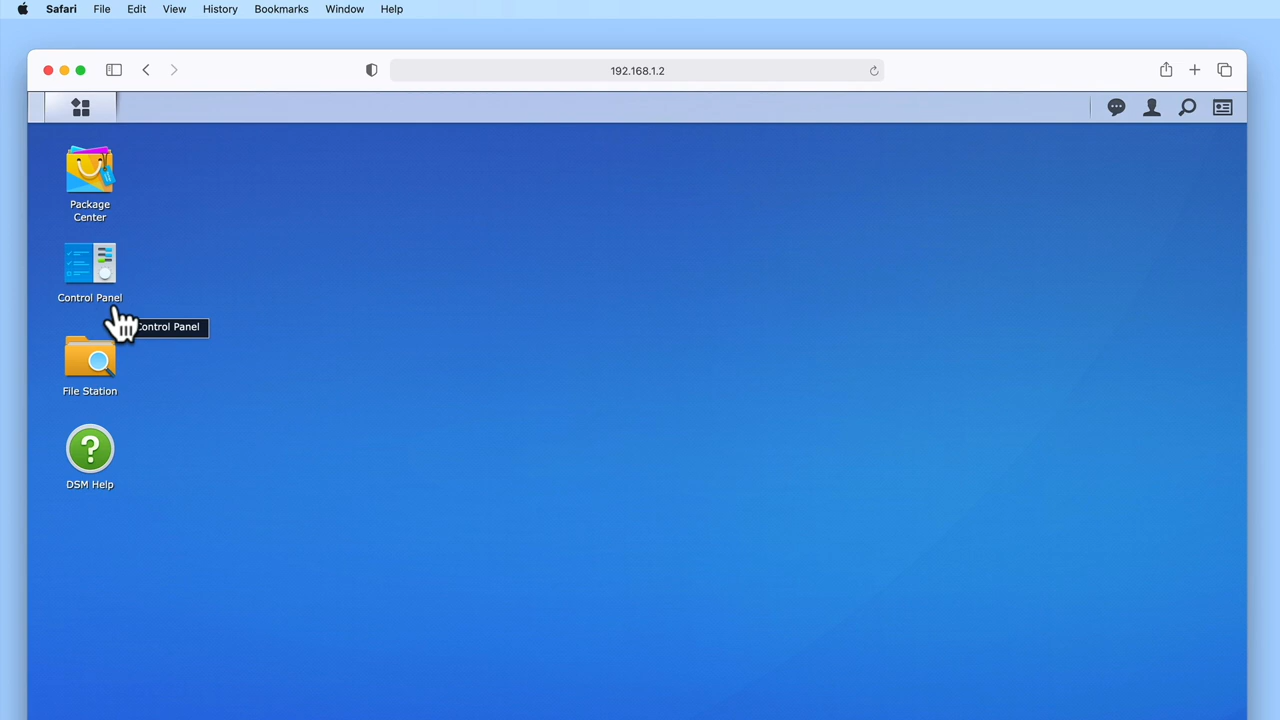 Safari File Edit View History Bookmarks Window Help
192.168.1.2
Package
Center
Control Panel
Control Panel
File Station
DSM Help